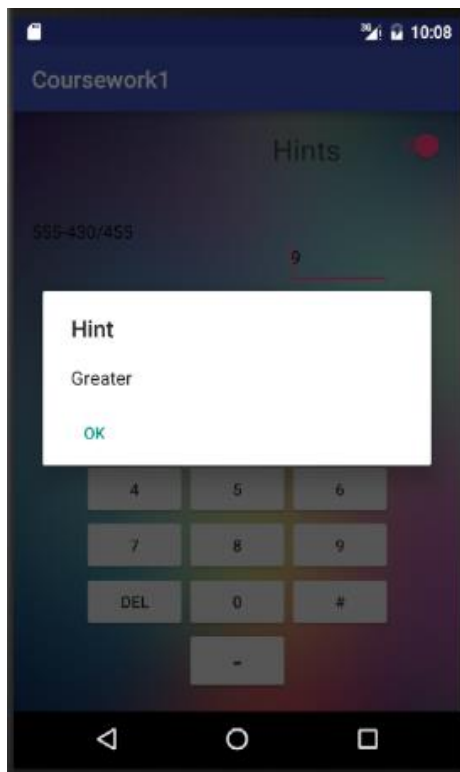 3G 10:08
Coursework1
Hints
555-430/455
9
Hint
Greater
OK
4 5 6
7 8 9
DEL 0 #
-